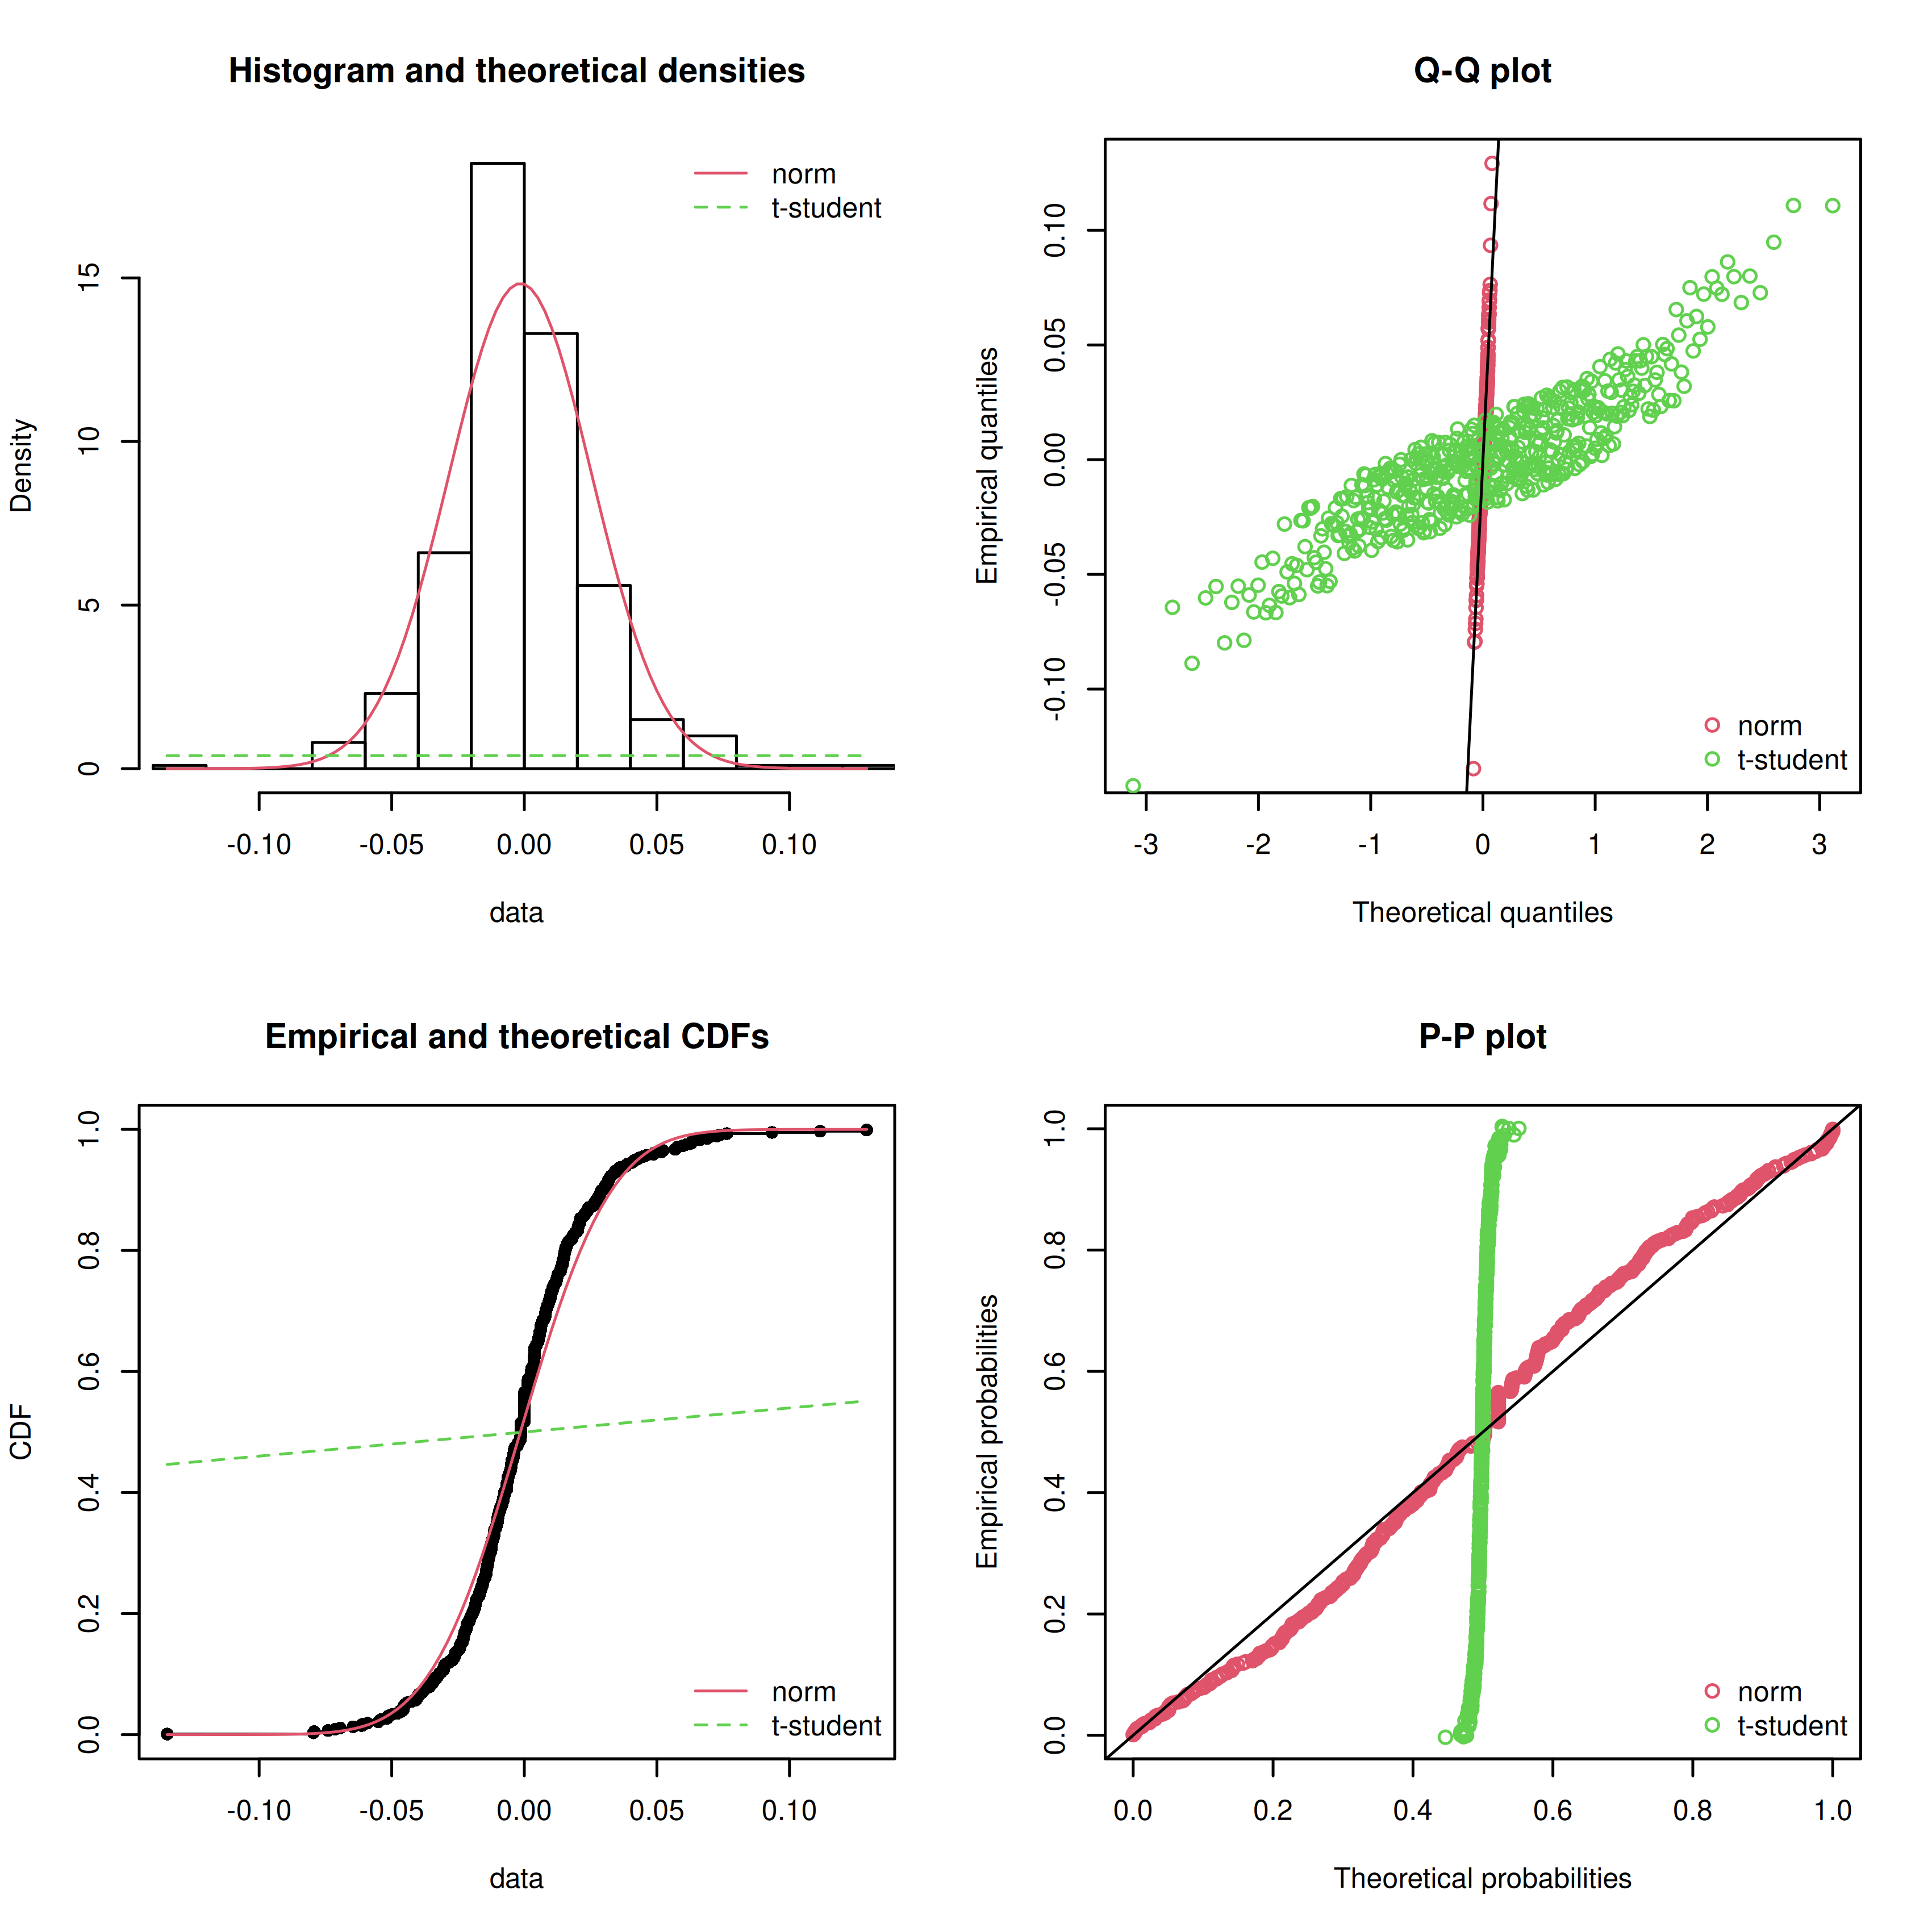 Histogram and theoretical densities
norm
t-student
Density
0 5 10 15
-0.10 -0.05 0.00 0.05 0.10
data
Q-Q plot
Empirical quantiles
-0.10 -0.05 0.00 0.05 0.10
norm
t-student
-3 -2 -1 0 1 2 3
Theoretical quantiles
Empirical and theoretical CDFs
CDF
0.0 0.2 0.4 0.6 0.8 1.0
norm
t-student
-0.10 -0.05 0.00 0.05 0.10
data
P-P plot
Empirical probabilities
0.0 0.2 0.4 0.6 0.8 1.0
norm
t-student
0.0 0.2 0.4 0.6 0.8 1.0
Theoretical probabilities